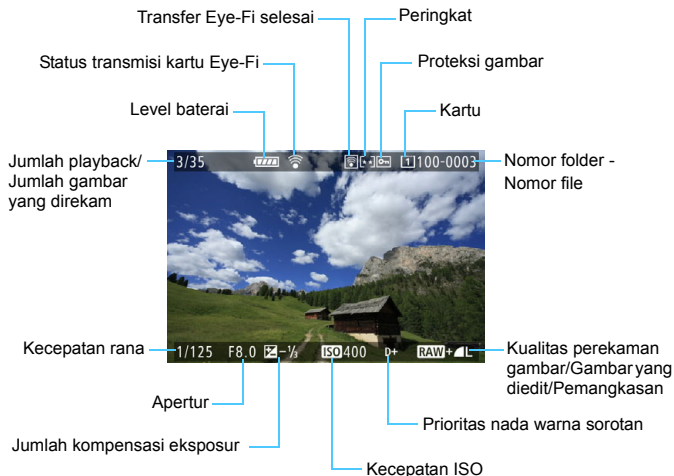 Transfer Eye-Fi selesai
Peringkat
Status transmisi kartu Eye-Fi
Proteksi gambar
Level baterai
Kartu
Jumlah playback/
Jumlah gambar
yang direkam
3/35
1 100-0003
Nomor folder -
Nomor file
Kecepatan rana
1/125 F8.0 -1/3 ISO 400 D+ RAW+L
Kualitas perekaman
gambar/Gambar yang
diedit/Pemangkasan
Apertur
Prioritas nada warna sorotan
Jumlah kompensasi eksposur
Kecepatan ISO